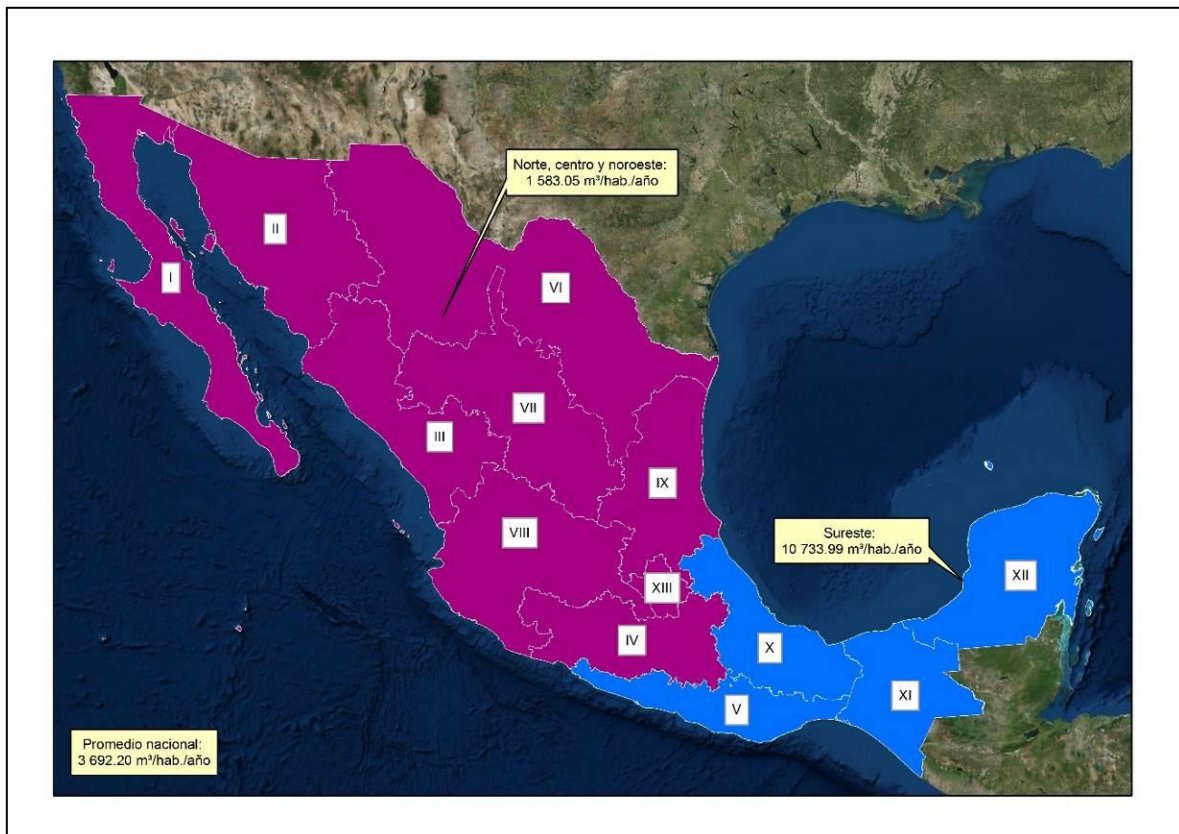 Norte, centro y noroeste:
1 583.05 m³/hab./año
II
I
VI
VII
III
IX
VIII
Sureste:
10 733.99 m³/hab./año
XII
XIII
IV
X
XI
V
Promedio nacional:
3 692.20 m³/hab./año